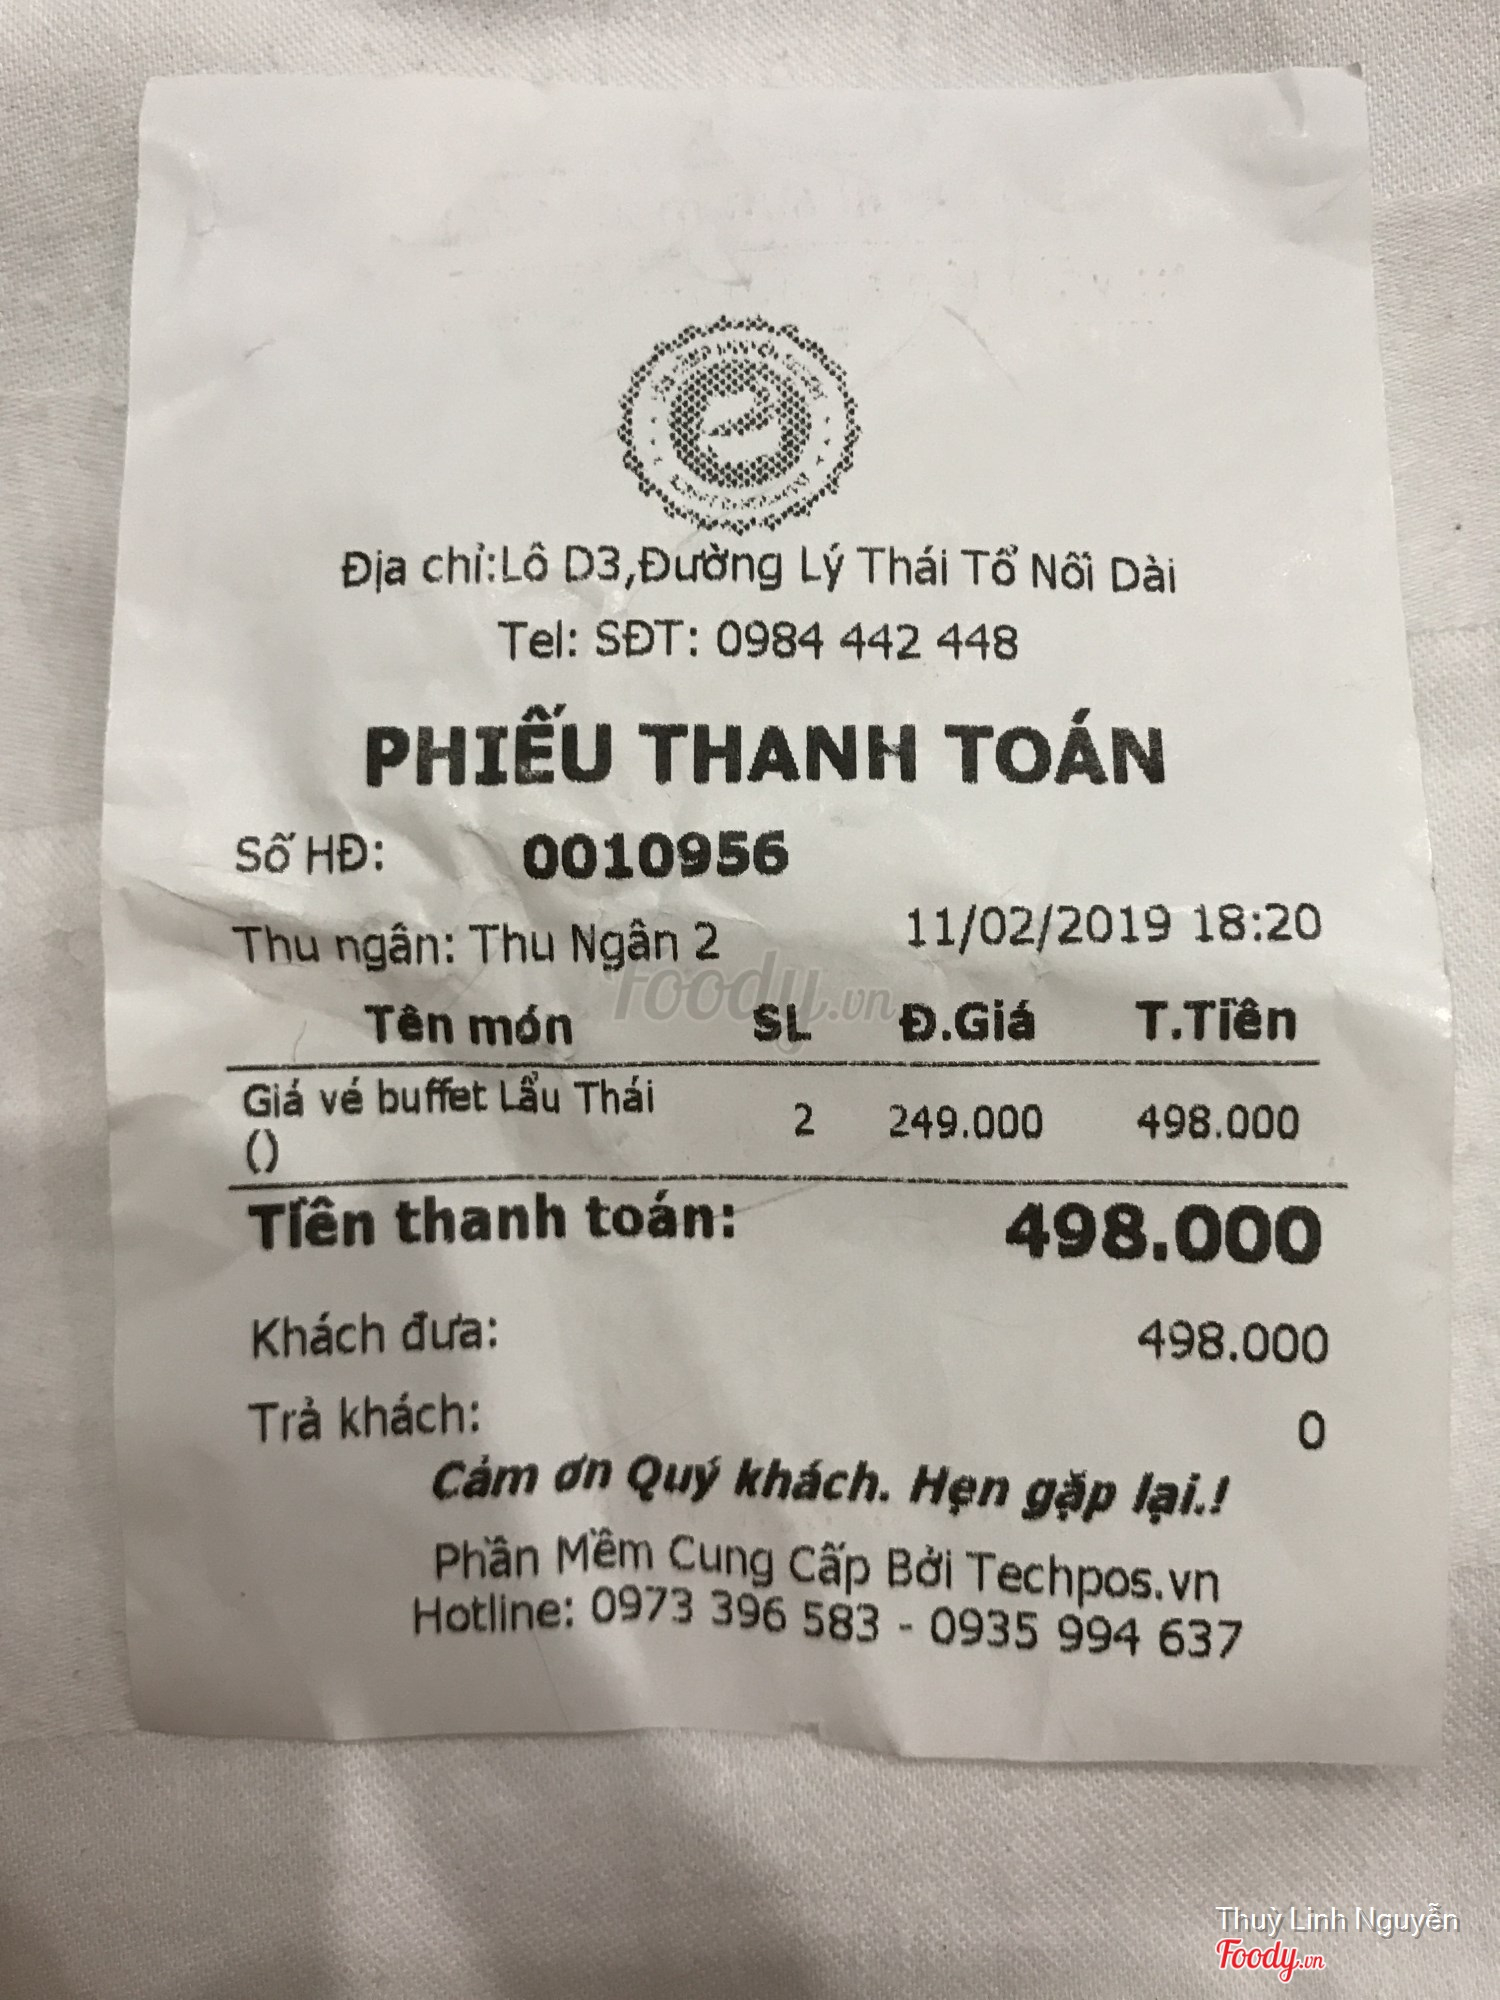 Địa chỉ:Lô D3,Đường Lý Thái Tổ Nối Dài
Tel: SĐT: 0984 442 448
PHIẾU THANH TOÁN
Số HĐ: 0010956
Thu ngân: Thu Ngân 2 11/02/2019 18:20
foody.vn
Tên món SL Đ.Giá T.Tiền
Giá vé buffet Lẩu Thái 2 249.000 498.000
()
Tiền thanh toán: 498.000
Khách đưa: 498.000
Trả khách: 0
Cảm ơn Quý khách. Hẹn gặp lại.!
Phần Mềm Cung Cấp Bởi Techpos.vn
Hotline: 0973 396 583 - 0935 994 637
Thuỳ Linh Nguyễn
Foody.vn